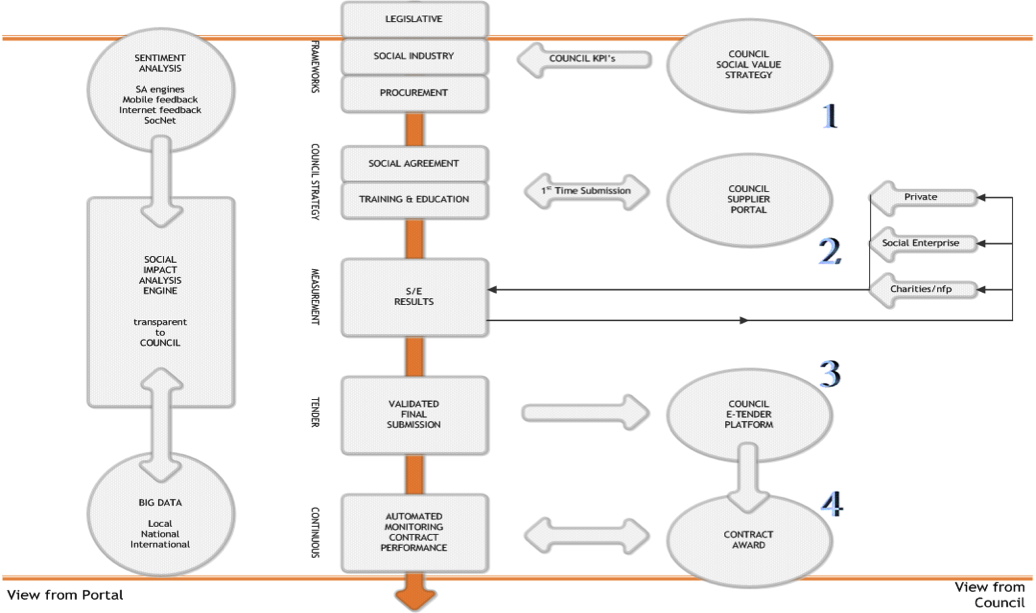 LEGISLATIVE
FRAMEWORKS
SOCIAL INDUSTRY
PROCUREMENT
SENTIMENT
ANALYSIS
SA engines
Mobile feedback
Internet feedback
SocNet
COUNCIL KPI's
COUNCIL
SOCIAL VALUE
STRATEGY
1
COUNCIL STRATEGY
SOCIAL AGREEMENT
TRAINING & EDUCATION
1st Time Submission
COUNCIL
SUPPLIER
PORTAL
2
Private
Social Enterprise
Charities/nfp
SOCIAL
IMPACT
ANALYSIS
ENGINE
transparent
to
COUNCIL
MEASUREMENT
S/E
RESULTS
TENDER
VALIDATED
FINAL
SUBMISSION
3
COUNCIL
E-TENDER
PLATFORM
BIG DATA
Local
National
International
CONTINUOUS
AUTOMATED
MONITORING
CONTRACT
PERFORMANCE
4
CONTRACT
AWARD
View from Portal
View from
Council